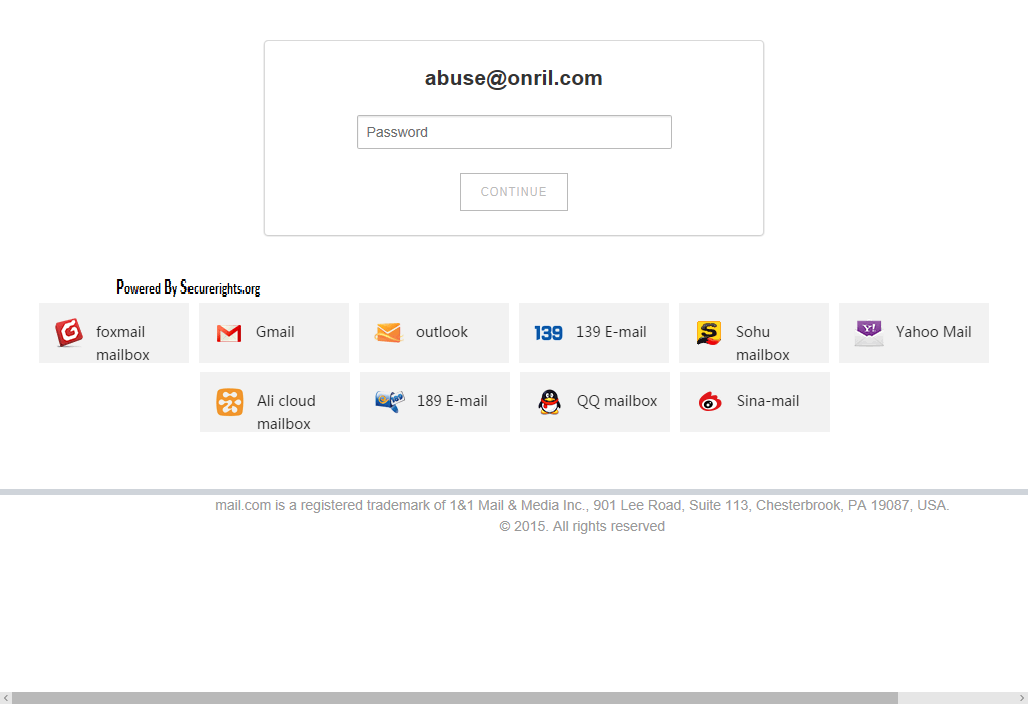 abuse@onril.com
Password
CONTINUE
Powered By Securerights.org
foxmail mailbox
Gmail
outlook
139
139 E-mail
Sohu mailbox
Yahoo Mail
Ali cloud mailbox
189 E-mail
QQ mailbox
Sina-mail
mail.com is a registered trademark of 1&1 Mail & Media Inc., 901 Lee Road, Suite 113, Chesterbrook, PA 19087, USA.
© 2015. All rights reserved